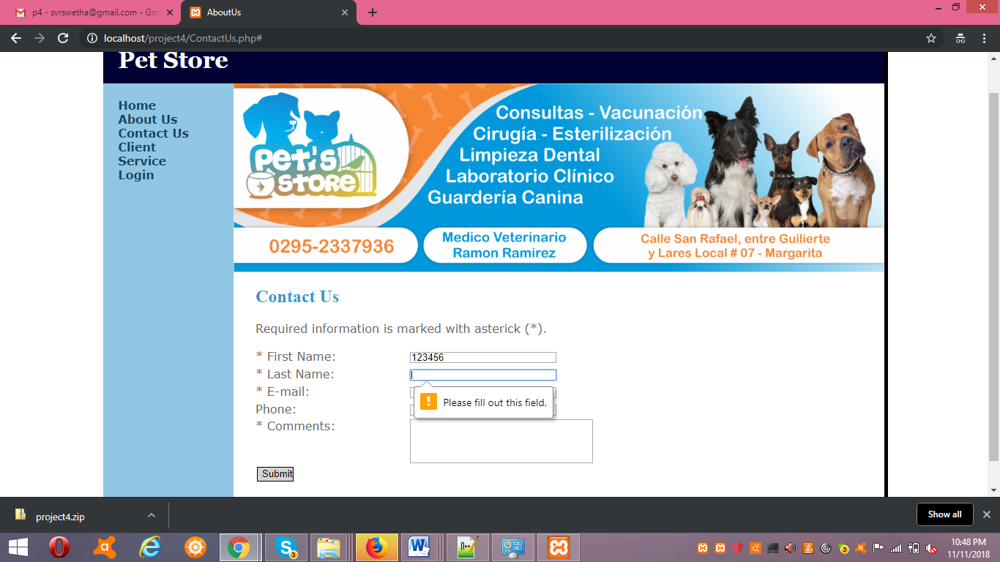 p4 - svrswetha@gmail.com - Gm
AboutUs
localhost/project4/ContactUs.php#
Pet Store
Home
About Us
Contact Us
Client
Service
Login
PET'S
STORE
Consultas - Vacunación
Cirugía - Esterilización
Limpieza Dental
Laboratorio Clínico
Guardería Canina
0295-2337936
Medico Veterinario
Ramon Ramirez
Calle San Rafael, entre Guilierte
y Lares Local # 07 - Margarita
Contact Us
Required information is marked with asterick (*).
* First Name:
123456
* Last Name:
* E-mail:
Please fill out this field.
Phone:
* Comments:
Submit
project4.zip
Show all
10:48 PM
11/11/2018